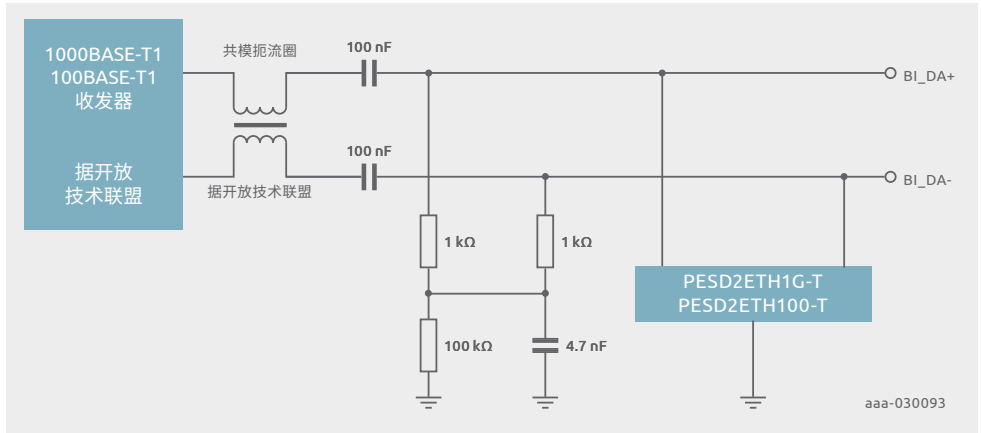 1000BASE-T1
100BASE-T1
收发器
据开放
技术联盟
共模扼流圈
据开放技术联盟
100 nF
100 nF
BI_DA+
BI_DA-
1 kΩ
1 kΩ
100 kΩ
4.7 nF
PESD2ETH1G-T
PESD2ETH100-T
aaa-030093